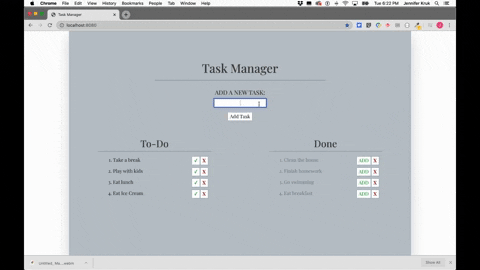 Chrome File Edit View History Bookmarks People Tab Window Help
Tue 6:22 PM Jennifer Kruk
Task Manager
localhost:8080
Task Manager
ADD A NEW TASK:
Add Task
To-Do
Done
1. Take a break ✓ X
2. Play with Kids ✓ X
3. Eat lunch ✓ X
4. Eat Ice Cream ✓ X
1. Clean the house ADD X
2. Finish homework ADD X
3. Go swimming ADD X
4. Eat breakfast ADD X
Show All